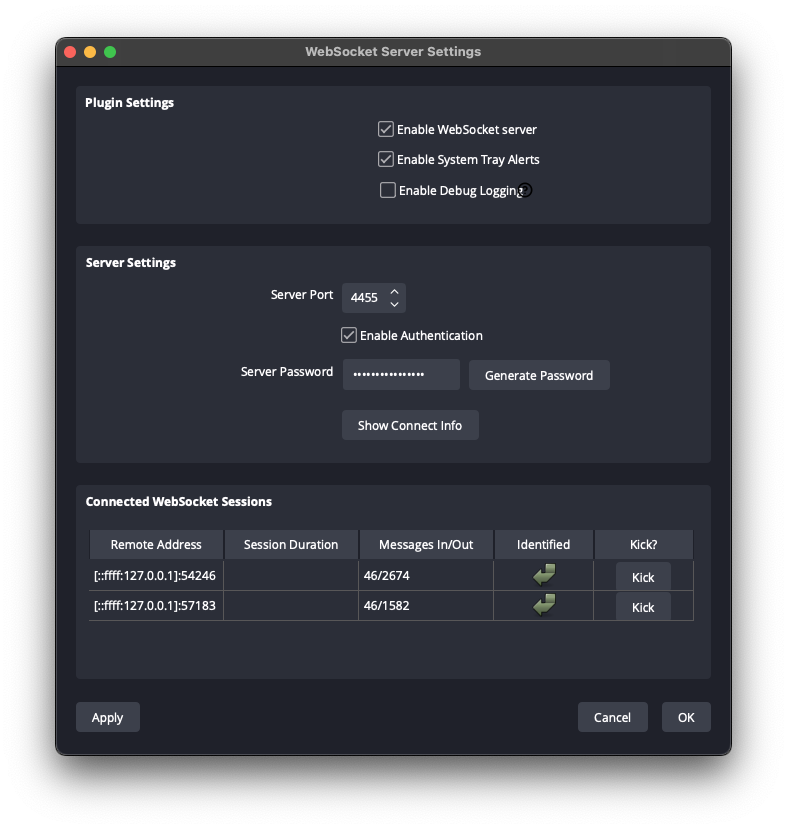 WebSocket Server Settings
Plugin Settings
Enable WebSocket server
Enable System Tray Alerts
Enable Debug Logging
Server Settings
Server Port 4455
Enable Authentication
Server Password •••••••••••••••• Generate Password
Show Connect Info
Connected WebSocket Sessions
Remote Address Session Duration Messages In/Out Identified Kick?
[::ffff:127.0.0.1]:54246 46/2674 Kick
[::ffff:127.0.0.1]:57183 46/1582 Kick
Apply Cancel OK